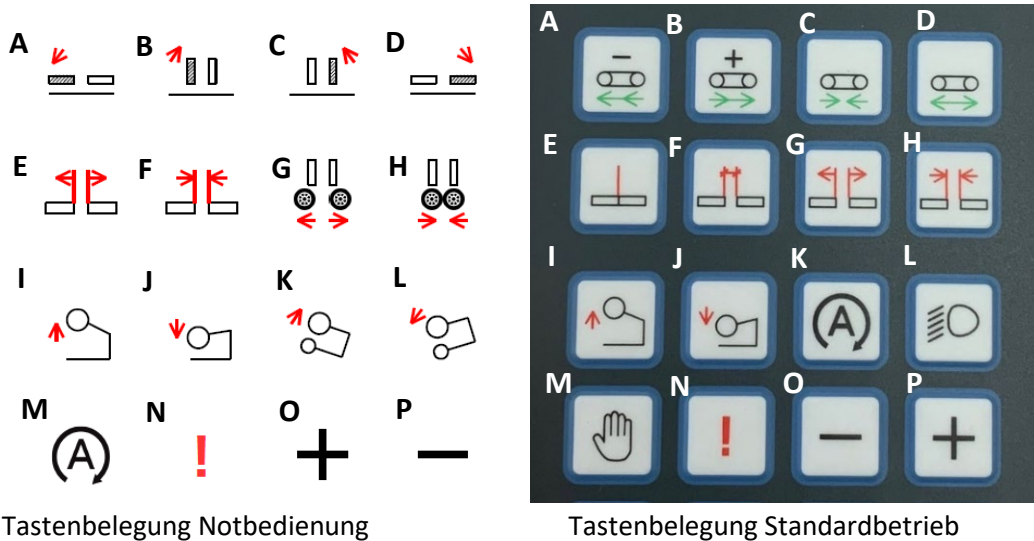 A B C D
E F G H
I J K L
A
M N O P
!
+
−
Tastenbelegung Notbedienung
A B C D
−
+
E F G H
I J K L
A
M N O P
!
−
+
Tastenbelegung Standardbetrieb